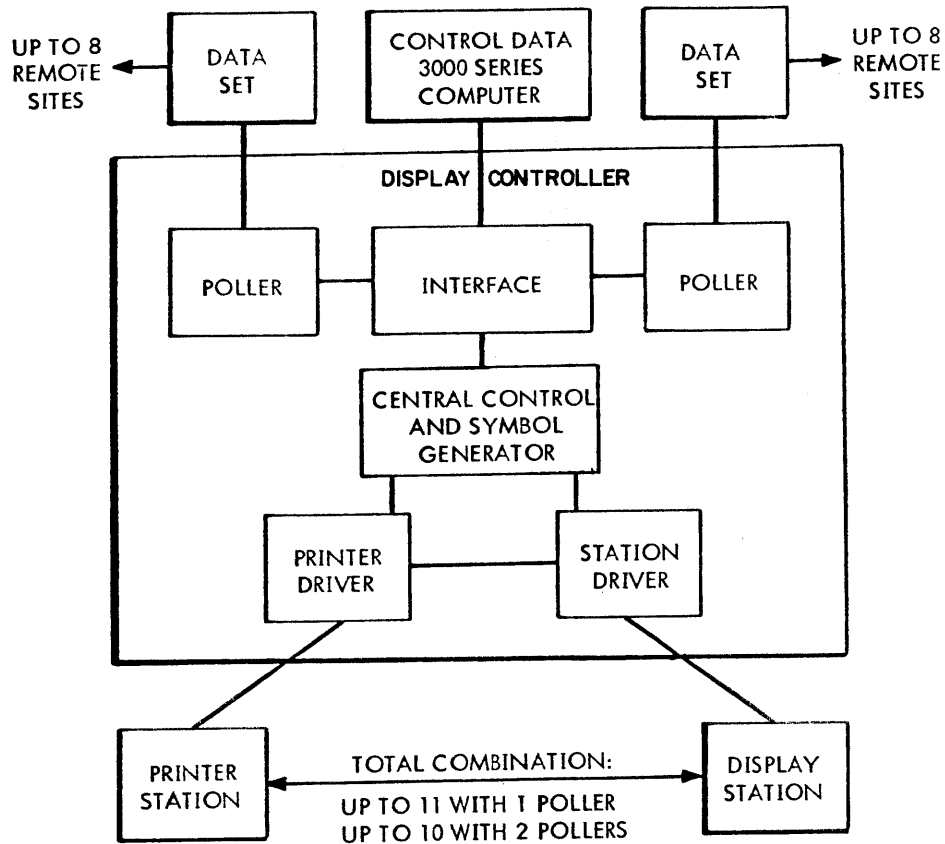 UP TO 8
REMOTE
SITES
DATA
SET
CONTROL DATA
3000 SERIES
COMPUTER
DATA
SET
UP TO 8
REMOTE
SITES
DISPLAY CONTROLLER
POLLER
INTERFACE
POLLER
CENTRAL CONTROL
AND SYMBOL
GENERATOR
PRINTER
DRIVER
STATION
DRIVER
PRINTER
STATION
TOTAL COMBINATION:
UP TO 11 WITH 1 POLLER
UP TO 10 WITH 2 POLLERS
DISPLAY
STATION